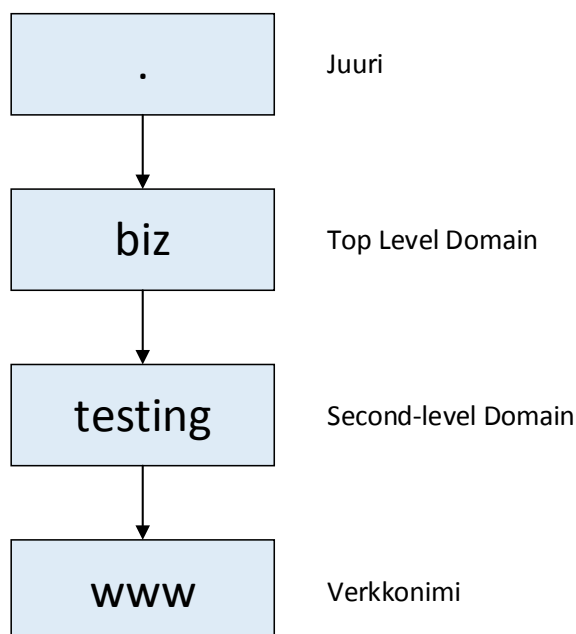 .
Juuri
biz
Top Level Domain
testing
Second-level Domain
www
Verkkonimi